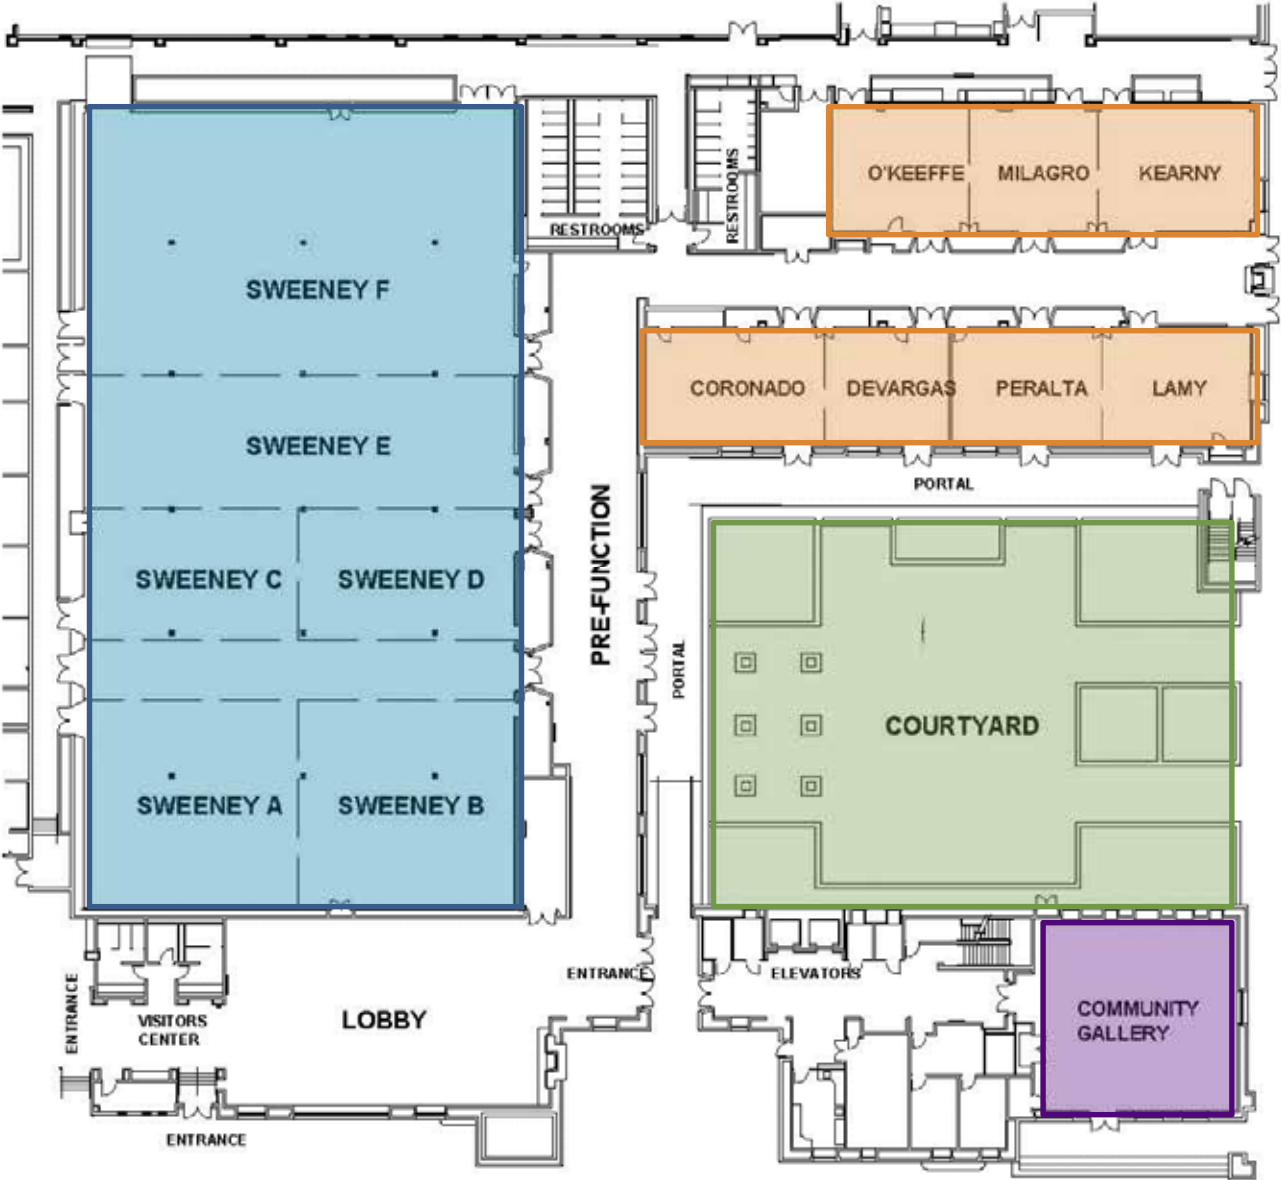 O'KEEFFE
MILAGRO
KEARNY
RESTROOMS
RESTROOMS
SWEENEY F
CORONADO
DEVARGAS
PERALTA
LAMY
SWEENEY E
PORTAL
PRE-FUNCTION
SWEENEY C
SWEENEY D
PORTAL
COURTYARD
SWEENEY A
SWEENEY B
ENTRANCE
ELEVATORS
ENTRANCE
VISITORS
CENTER
LOBBY
COMMUNITY
GALLERY
ENTRANCE